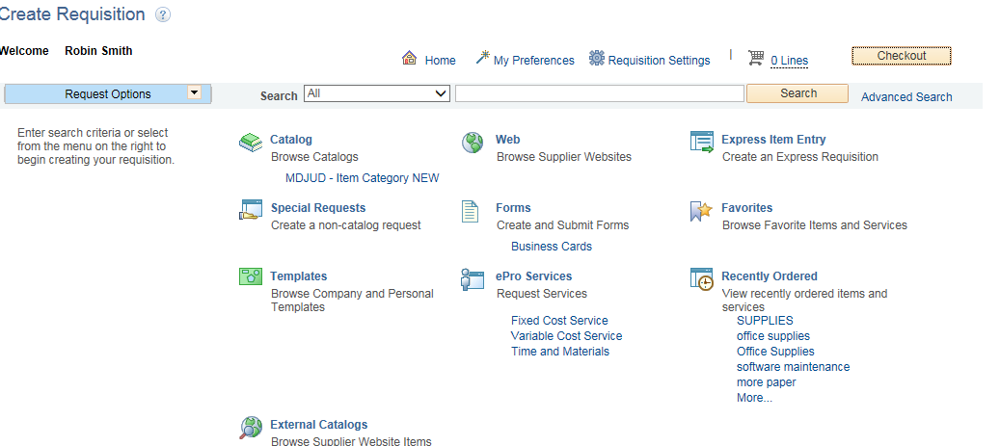 Create Requisition ?
Welcome Robin Smith
Home My Preferences Requisition Settings | 0 Lines Checkout
Request Options Search All Search Advanced Search
Enter search criteria or select
from the menu on the right to
begin creating your requisition.
Catalog
Browse Catalogs
MDJUD - Item Category NEW
Web
Browse Supplier Websites
Express Item Entry
Create an Express Requisition
Special Requests
Create a non-catalog request
Forms
Create and Submit Forms
Business Cards
Favorites
Browse Favorite Items and Services
Templates
Browse Company and Personal
Templates
ePro Services
Request Services
Fixed Cost Service
Variable Cost Service
Time and Materials
Recently Ordered
View recently ordered items and
services
SUPPLIES
office supplies
Office Supplies
software maintenance
more paper
More...
External Catalogs
Browse Supplier Website Items